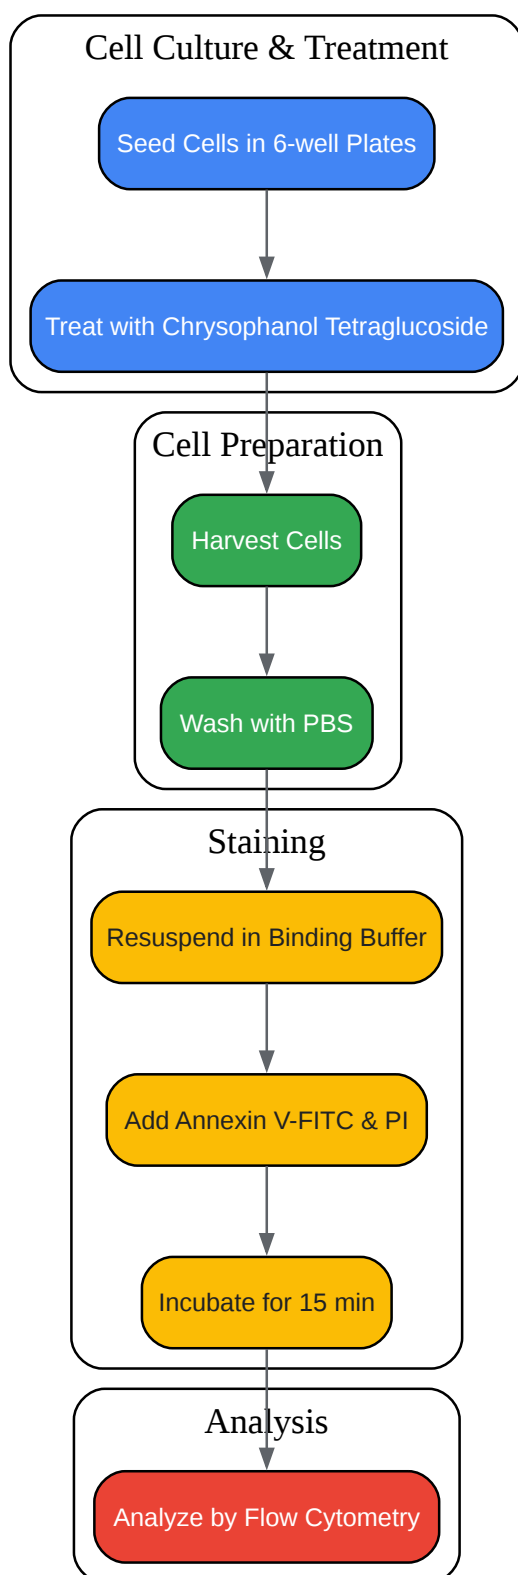 Cell Culture & Treatment
Seed Cells in 6-well Plates
Treat with Chrysophanol Tetraglucoside
Cell Preparation
Harvest Cells
Wash with PBS
Staining
Resuspend in Binding Buffer
Add Annexin V-FITC & PI
Incubate for 15 min
Analysis
Analyze by Flow Cytometry